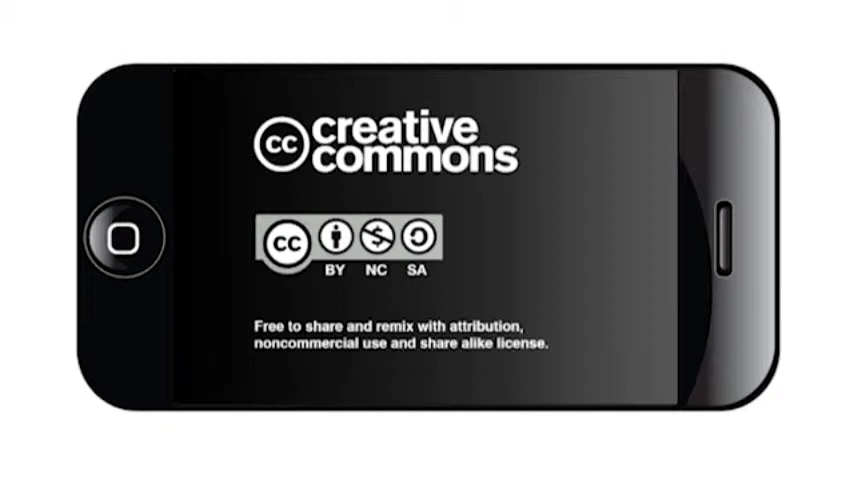 cc creative
commons
cc
BY NC SA
Free to share and remix with attribution,
noncommercial use and share alike license.